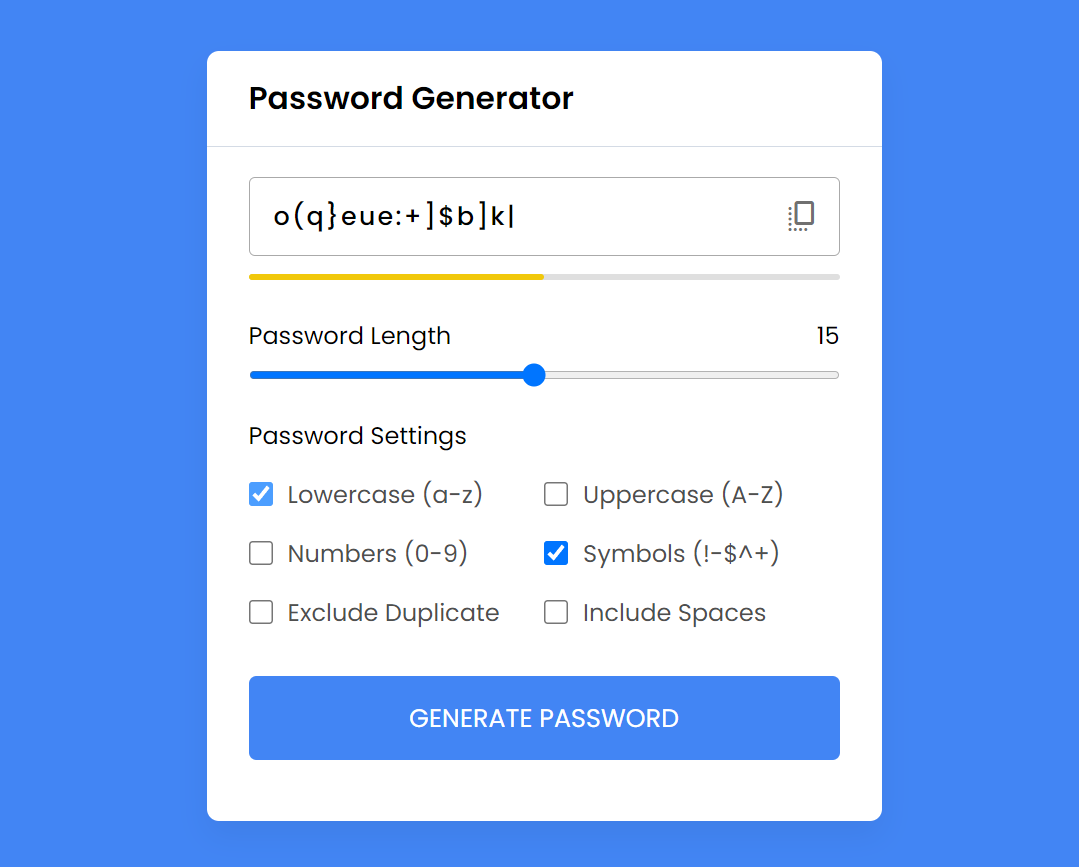 Password Generator
o(q}eue:+]$b]k|
Password Length 15
Password Settings
Lowercase (a-z) Uppercase (A-Z)
Numbers (0-9) Symbols (!-$^+)
Exclude Duplicate Include Spaces
GENERATE PASSWORD